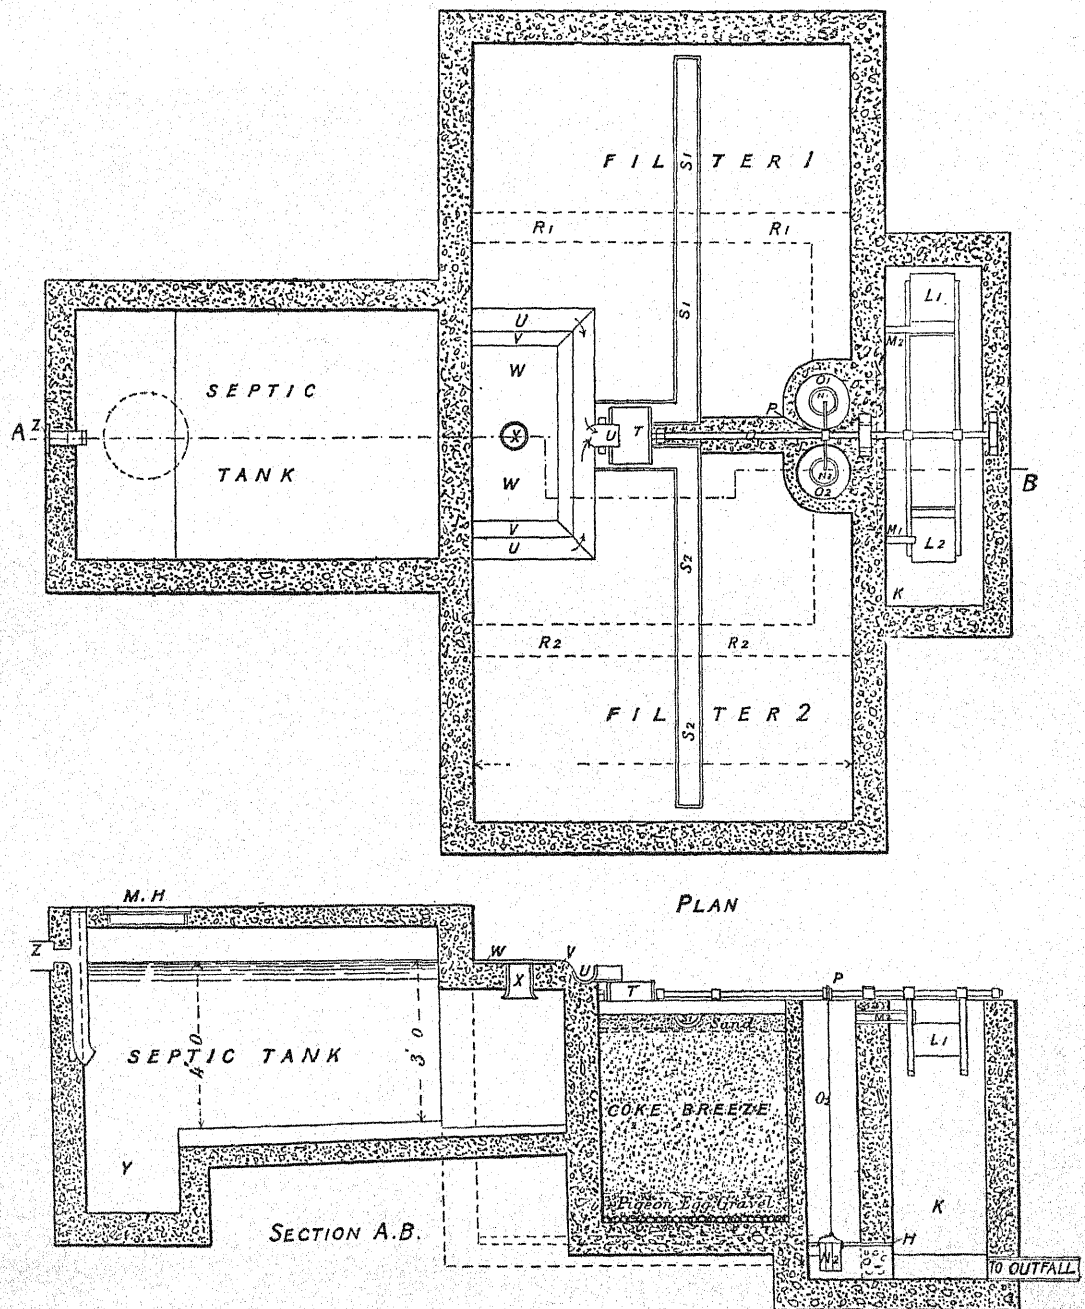 FILTER 1
S1
R1 R1
L1
M2
U
V
W
S1
O1
N1
P
SEPTIC
A Z
X
U T
TANK
W
N2
O2
B
V
U
M1
L2
S2
K
R2 R2
FILTER 2
S2
PLAN
M.H
Z
W
V
X
U
T
P
M2
L1
Sand
SEPTIC TANK
4' 0
3' 0
COKE BREEZE
O2
Y
K
Pigeon Egg Gravel
H
N2
SECTION A.B.
TO OUTFALL